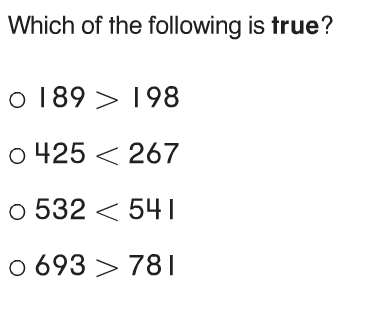 Which of the following is true?
○ 189 > 198
○ 425 < 267
○ 532 < 541
○ 693 > 781